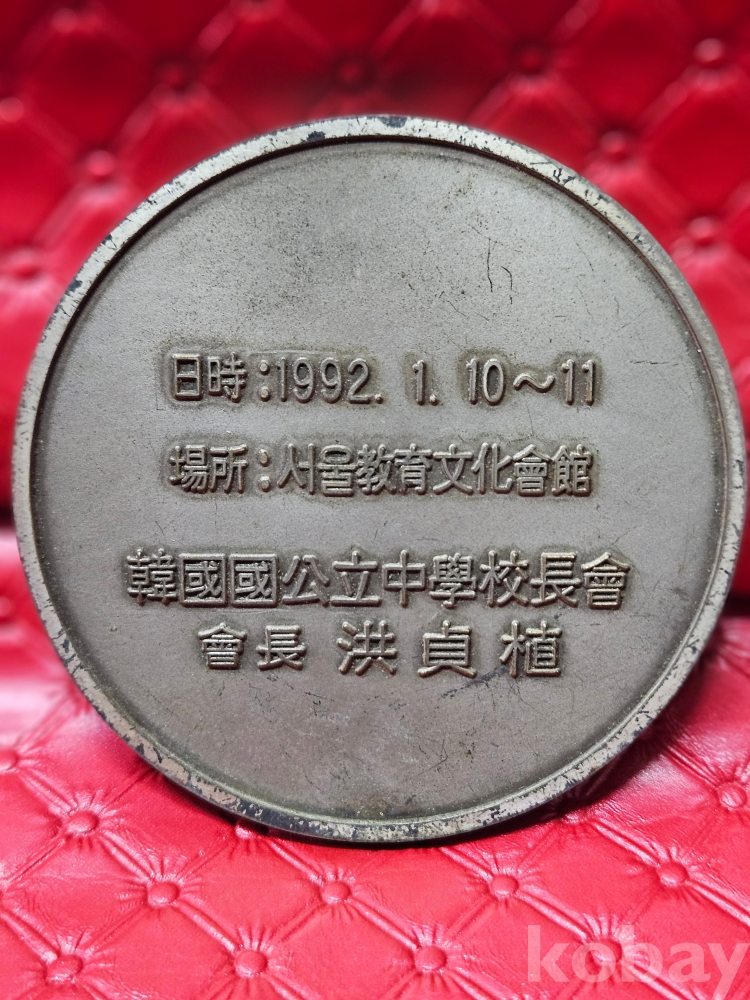 日時:1992. 1. 10~11
場所:서울教育文化會館
韓國國公立中學校長會
會長 洪貞植
kobay